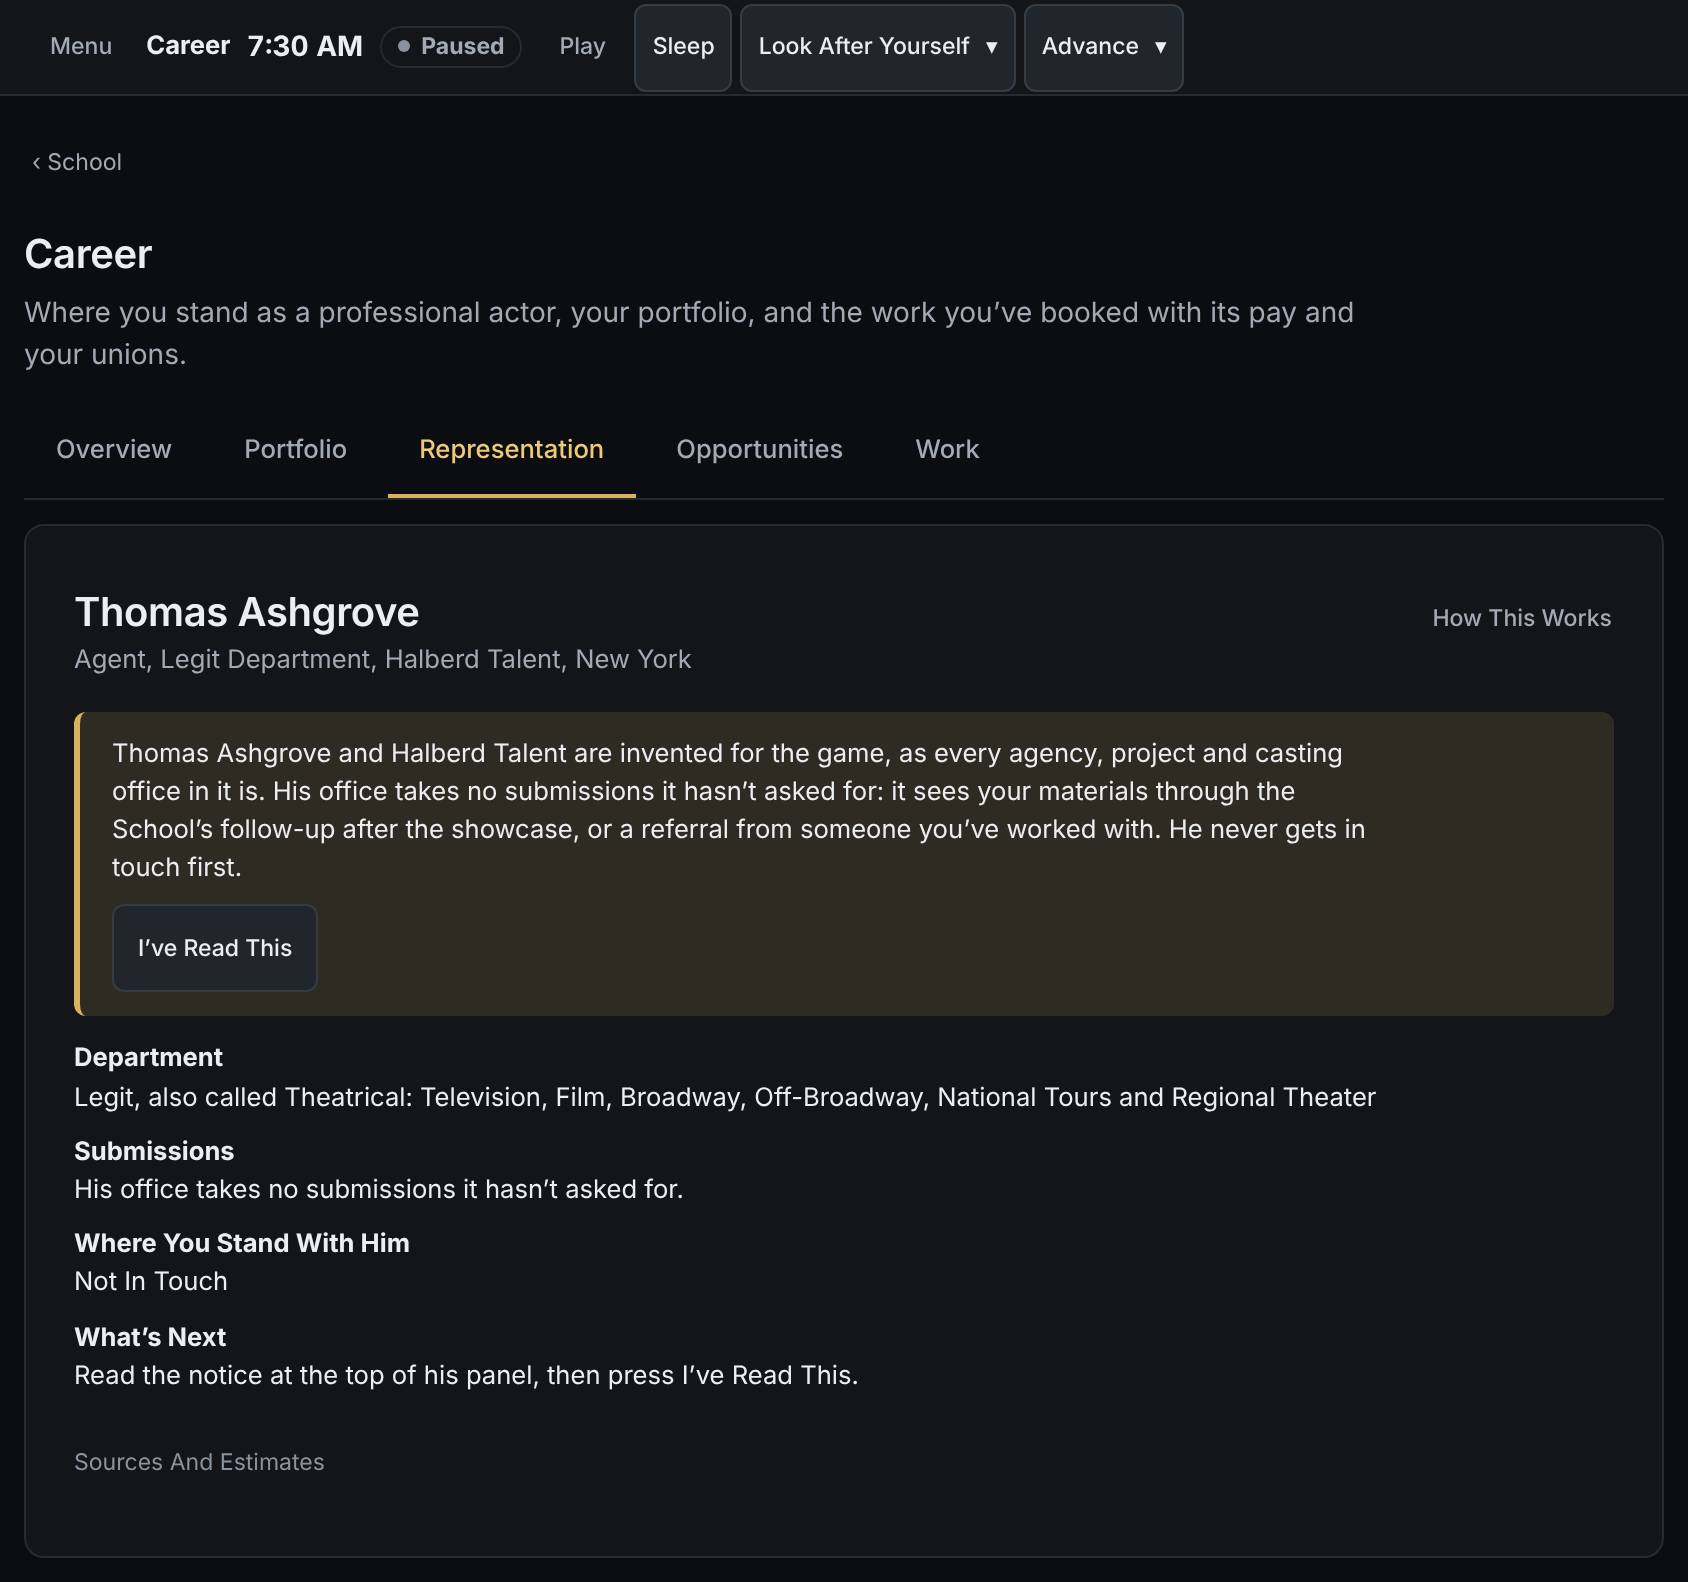 Menu Career 7:30 AM Paused Play Sleep Look After Yourself ▼ Advance ▼
‹ School
Career
Where you stand as a professional actor, your portfolio, and the work you’ve booked with its pay and
your unions.
Overview Portfolio Representation Opportunities Work
Thomas Ashgrove
How This Works
Agent, Legit Department, Halberd Talent, New York
Thomas Ashgrove and Halberd Talent are invented for the game, as every agency, project and casting
office in it is. His office takes no submissions it hasn’t asked for: it sees your materials through the
School’s follow-up after the showcase, or a referral from someone you’ve worked with. He never gets in
touch first.
I’ve Read This
Department
Legit, also called Theatrical: Television, Film, Broadway, Off-Broadway, National Tours and Regional Theater
Submissions
His office takes no submissions it hasn’t asked for.
Where You Stand With Him
Not In Touch
What’s Next
Read the notice at the top of his panel, then press I’ve Read This.
Sources And Estimates